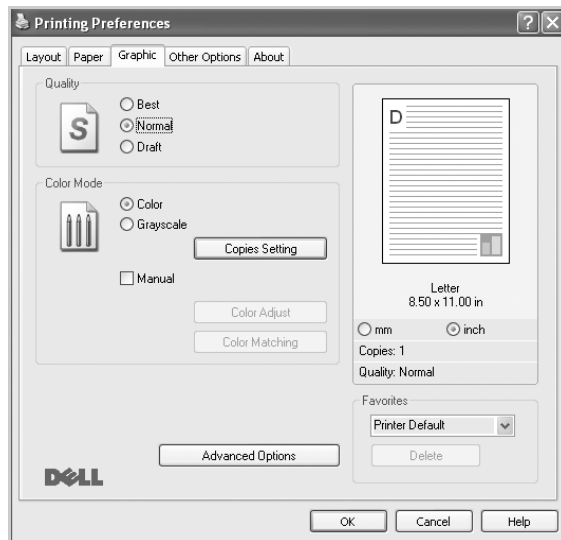 Printing Preferences
Layout Paper Graphic Other Options About
Quality
S
Best
Normal
Draft
Color Mode
Color
Grayscale
Copies Setting
Manual
Color Adjust
Color Matching
Advanced Options
DELL
D
Letter
8.50 x 11.00 in
mm inch
Copies: 1
Quality: Normal
Favorites
Printer Default
Delete
OK Cancel Help